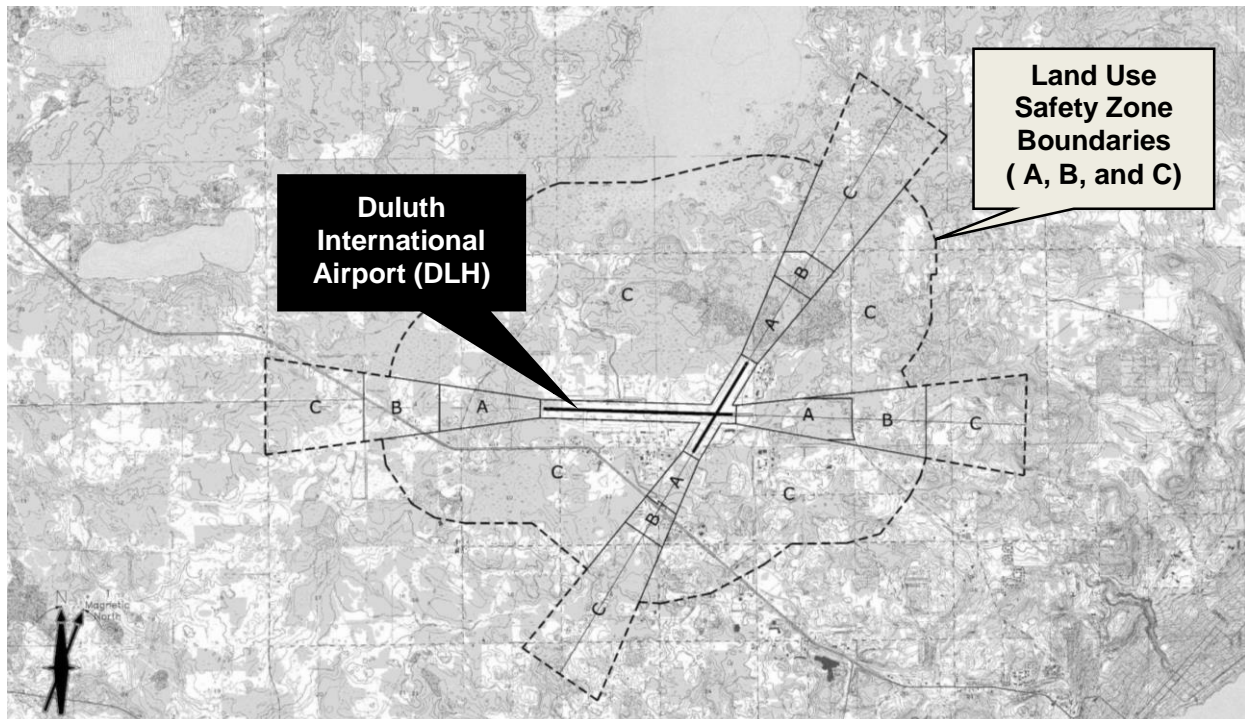 Land Use
Safety Zone
Boundaries
( A, B, and C)
Duluth
International
Airport (DLH)
C
B
A
C
C
C
B
A
A
B
C
C
C
A
B
C
N
Magnetic
North